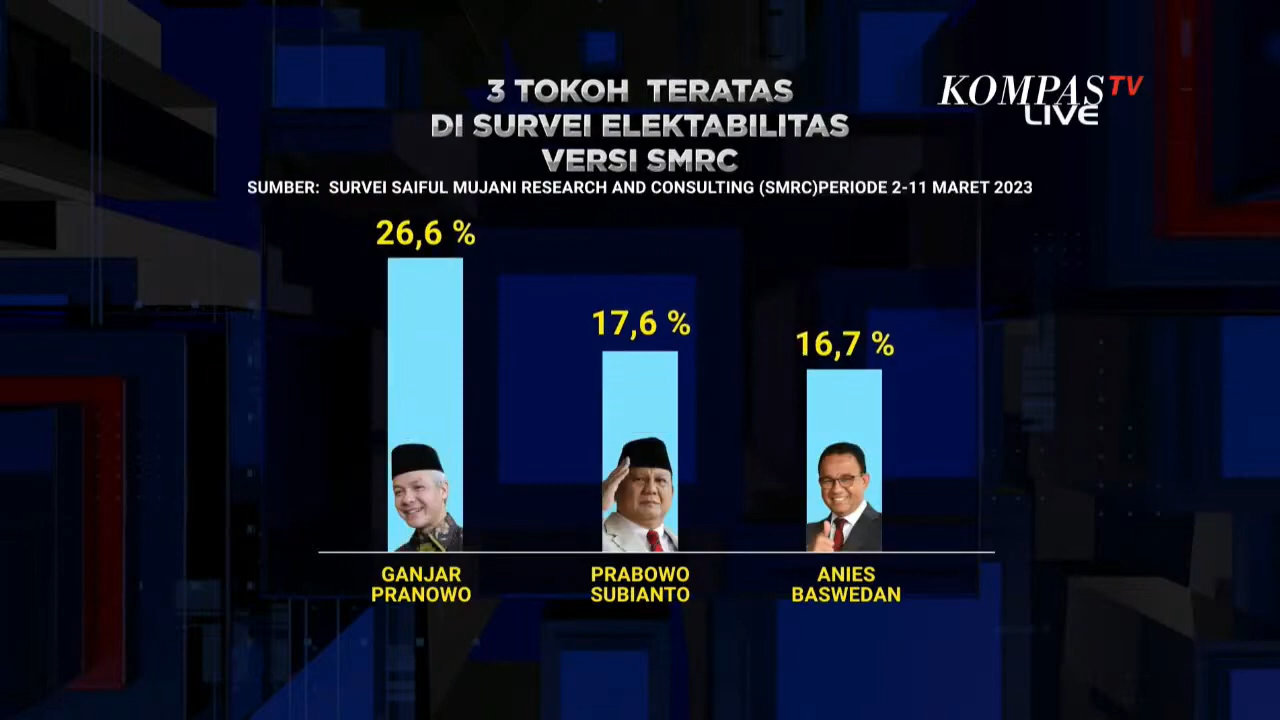 3 TOKOH TERATAS
DI SURVEI ELEKTABILITAS
VERSI SMRC
KOMPAS TV
LIVE
SUMBER: SURVEI SAIFUL MUJANI RESEARCH AND CONSULTING (SMRC)PERIODE 2-11 MARET 2023
26,6 %
17,6 %
16,7 %
GANJAR
PRANOWO
PRABOWO
SUBIANTO
ANIES
BASWEDAN